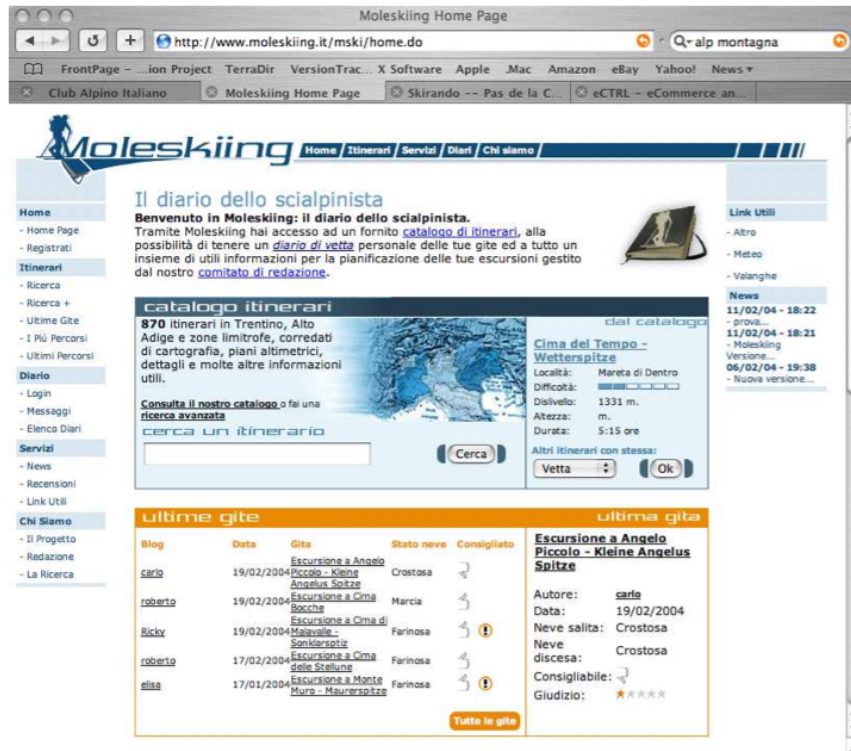 Moleskiing Home Page
http://www.moleskiing.it/mski/home.do
alp montagna
FrontPage – ...ion Project TerraDir VersionTrac... X Software Apple .Mac Amazon eBay Yahoo! News
Club Alpino Italiano Moleskiing Home Page Skirando -- Pas de la C... eCTRL – eCommerce an...
Moleskiing Home / Itinerari / Servizi / Diari / Chi siamo /
Home
- Home Page
- Registrati
Itinerari
- Ricerca
- Ricerca +
- Ultime Gite
- I Più Percorsi
- Ultimi Percorsi
Diario
- Login
- Messaggi
- Elenco Diari
Servizi
- News
- Recensioni
- Link Utili
Chi Siamo
- Il Progetto
- Redazione
- La Ricerca
Il diario dello scialpinista
Benvenuto in Moleskiing: il diario dello scialpinista.
Tramite Moleskiing hai accesso ad un fornito catalogo di itinerari, alla
possibilità di tenere un diario di vetta personale delle tue gite ed a tutto un
insieme di utili informazioni per la pianificazione delle tue escursioni gestito
dal nostro comitato di redazione.
catalogo itinerari
870 itinerari in Trentino, Alto
Adige e zone limitrofe, corredati
di cartografia, piani altimetrici,
dettagli e molte altre informazioni
utili.
Consulta il nostro catalogo o fai una
ricerca avanzata
cerca un itinerario
Cerca
dal catalogo
Cima del Tempo -
Wetterspitze
Località: Mareta di Dentro
Difficoltà:
Dislivelo: 1331 m.
Altezza: m.
Durata: 5:15 ore
Altri itinerari con stessa:
Vetta Ok
ultime gite
Blog Data Gita Stato neve Consigliato
carlo 19/02/2004 Escursione a Angelo
Piccolo - Kleine
Angelus Spitze Crostosa
roberto 19/02/2004 Escursione a Cima
Bocche Marcia
Ricky 19/02/2004 Escursione a Cima di
Malavalle -
Sonklarsptiz Farinosa
roberto 17/02/2004 Escursione a Cima
delle Stellune Farinosa
elisa 17/01/2004 Escursione a Monte
Muro - Maurerspitze Farinosa
Tutte le gite
ultima gita
Escursione a Angelo
Piccolo - Kleine Angelus
Spitze
Autore: carlo
Data: 19/02/2004
Neve salita: Crostosa
Neve
discesa: Crostosa
Consigliabile:
Giudizio:
Link Utili
- Altro
- Meteo
- Valanghe
News
11/02/04 - 18:22
- prova...
11/02/04 - 18:21
- Moleskiing
Versione...
06/02/04 - 19:38
- Nuova versione...